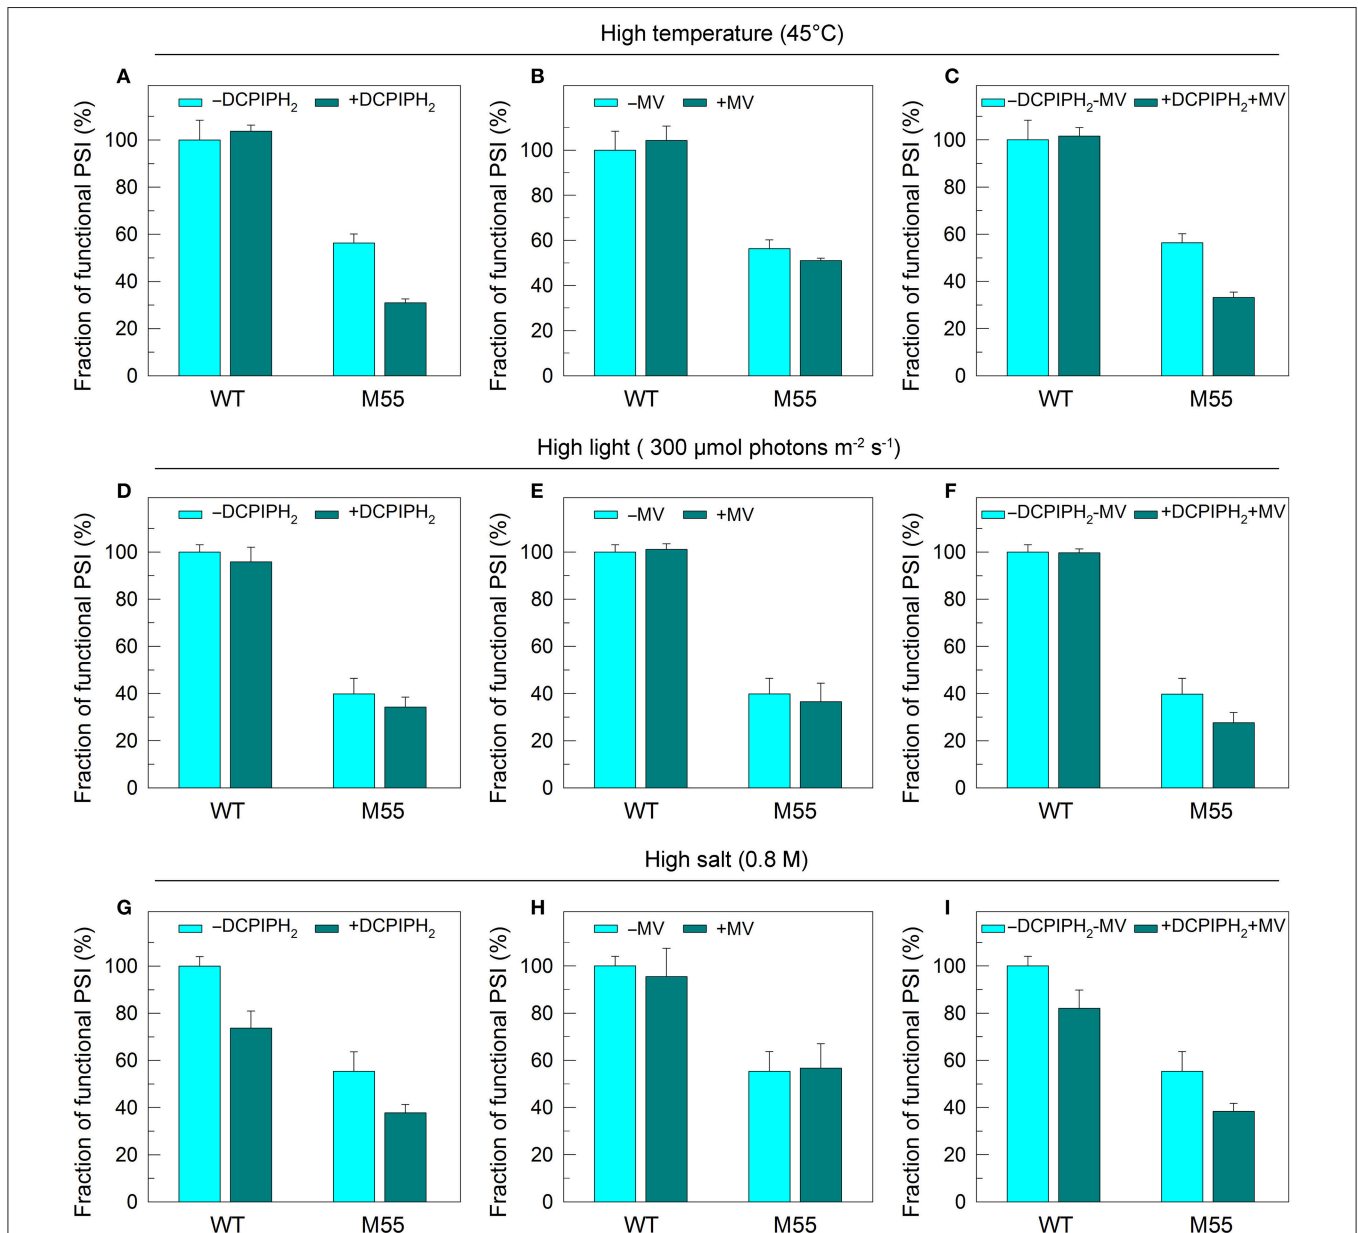 High temperature (45°C)
A
B
C
–DCPIPH2 +DCPIPH2
–MV +MV
–DCPIPH2-MV +DCPIPH2+MV
Fraction of functional PSI (%)
100
80
60
40
20
0
WT M55
Fraction of functional PSI (%)
100
80
60
40
20
0
WT M55
Fraction of functional PSI (%)
100
80
60
40
20
0
WT M55
High light ( 300 µmol photons m-2 s-1)
D
E
F
–DCPIPH2 +DCPIPH2
–MV +MV
–DCPIPH2-MV +DCPIPH2+MV
Fraction of functional PSI (%)
100
80
60
40
20
0
WT M55
Fraction of functional PSI (%)
100
80
60
40
20
0
WT M55
Fraction of functional PSI (%)
100
80
60
40
20
0
WT M55
High salt (0.8 M)
G
H
I
–DCPIPH2 +DCPIPH2
–MV +MV
–DCPIPH2-MV +DCPIPH2+MV
Fraction of functional PSI (%)
100
80
60
40
20
0
WT M55
Fraction of functional PSI (%)
100
80
60
40
20
0
WT M55
Fraction of functional PSI (%)
100
80
60
40
20
0
WT M55